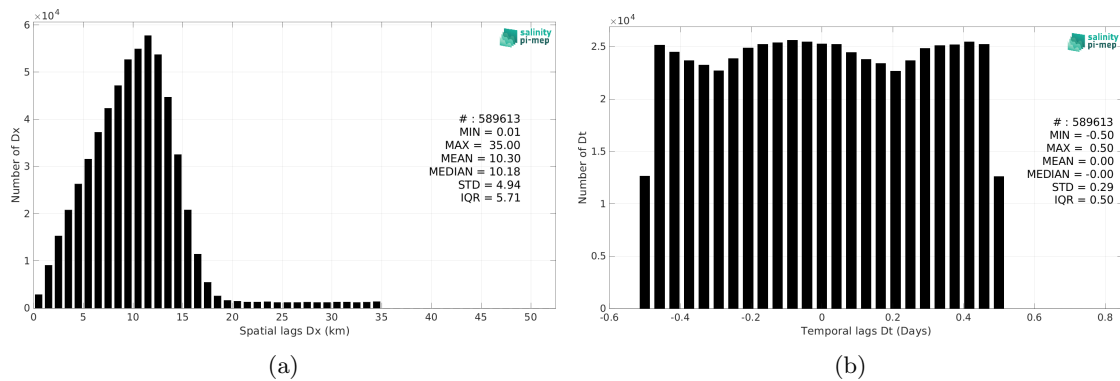 ×10⁴
6
5
4
3
2
1
0
Number of Dx
0 5 10 15 20 25 30 35 40 45 50
Spatial lags Dx (km)
salinity
pi-mep
# : 589613
MIN = 0.01
MAX = 35.00
MEAN = 10.30
MEDIAN = 10.18
STD = 4.94
IQR = 5.71
(a)
×10⁴
2.5
2
1.5
1
0.5
0
Number of Dt
-0.6 -0.4 -0.2 0 0.2 0.4 0.6 0.8
Temporal lags Dt (Days)
salinity
pi-mep
# : 589613
MIN = -0.50
MAX = 0.50
MEAN = 0.00
MEDIAN = -0.00
STD = 0.29
IQR = 0.50
(b)